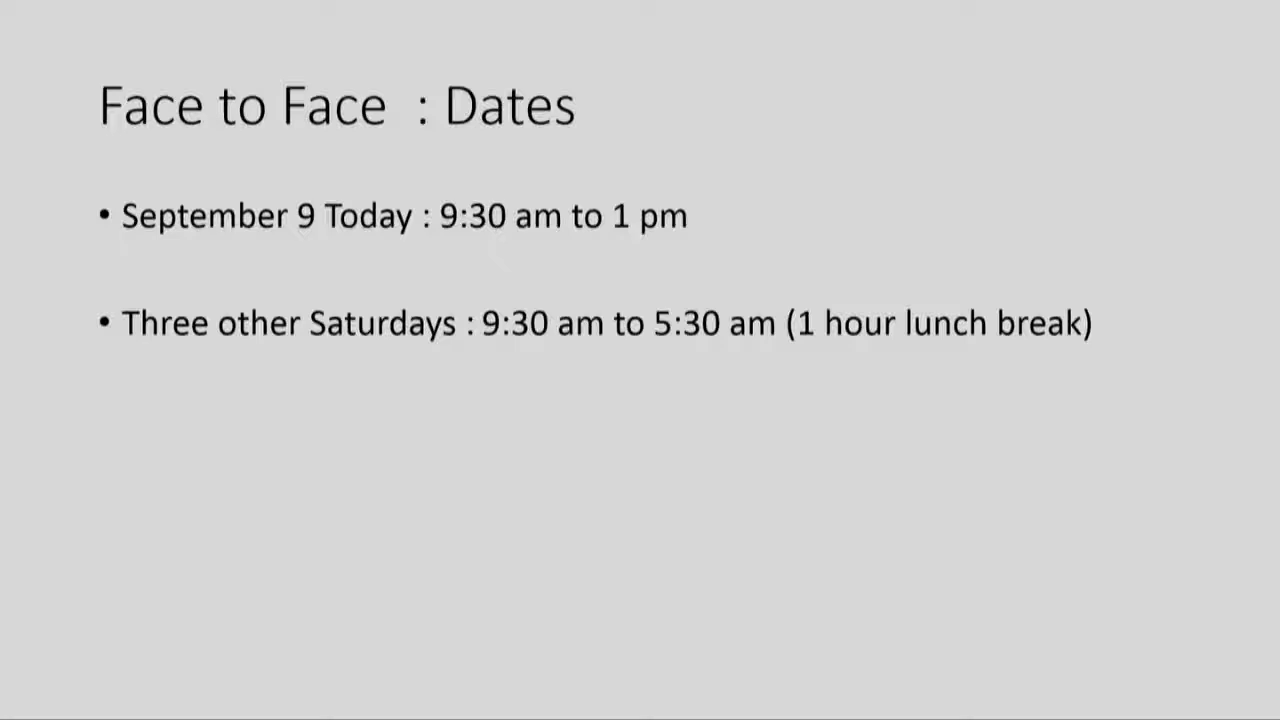 Face to Face : Dates
• September 9 Today : 9:30 am to 1 pm
• Three other Saturdays : 9:30 am to 5:30 am (1 hour lunch break)